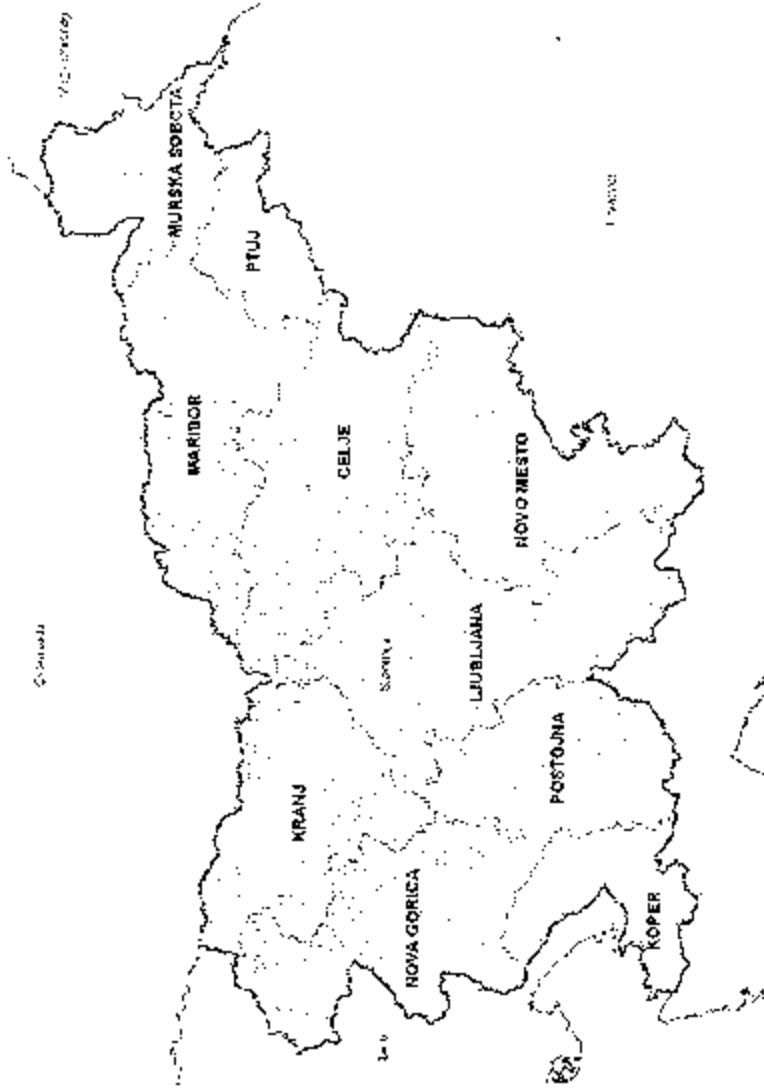 MURSKA SOBOTA
PTUJ
MARIBOR
CELJE
NOVO MESTO
LJUBLJANA
KRANJ
POSTOJNA
NOVA GORICA
KOPER